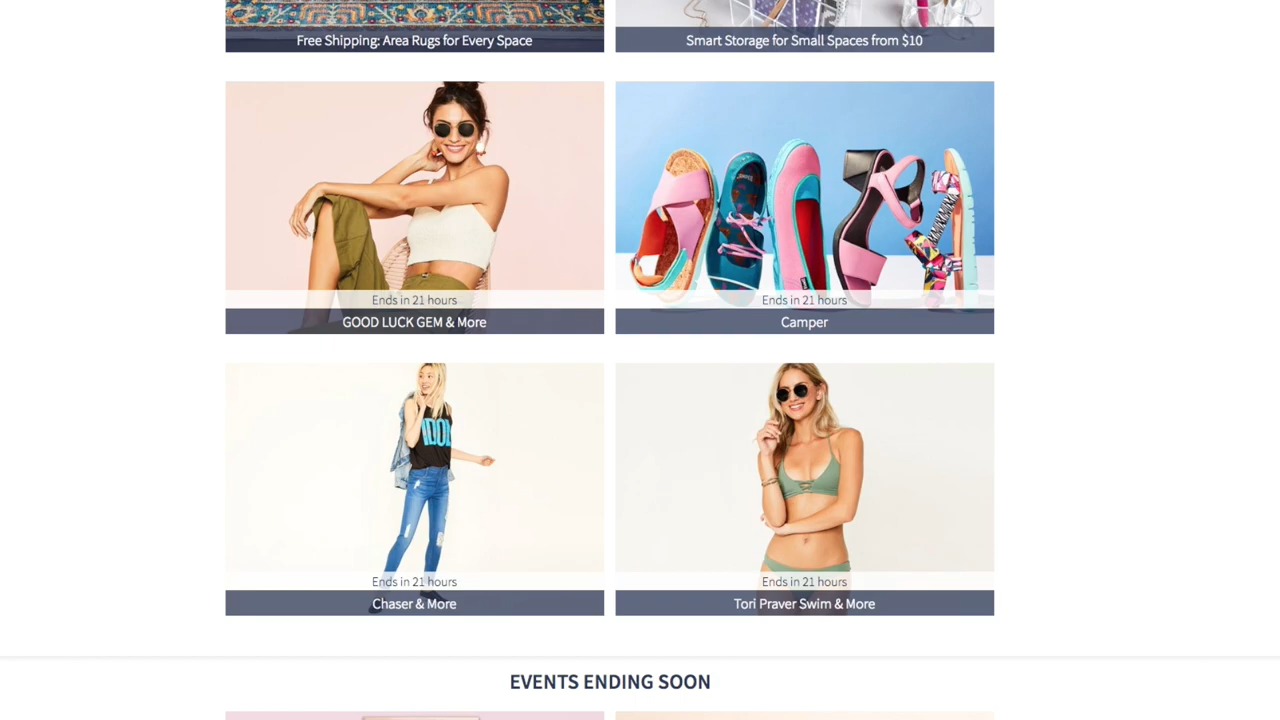 Free Shipping: Area Rugs for Every Space
Smart Storage for Small Spaces from $10
Ends in 21 hours
GOOD LUCK GEM & More
Ends in 21 hours
Camper
IDOL
Ends in 21 hours
Chaser & More
Ends in 21 hours
Tori Praver Swim & More
EVENTS ENDING SOON